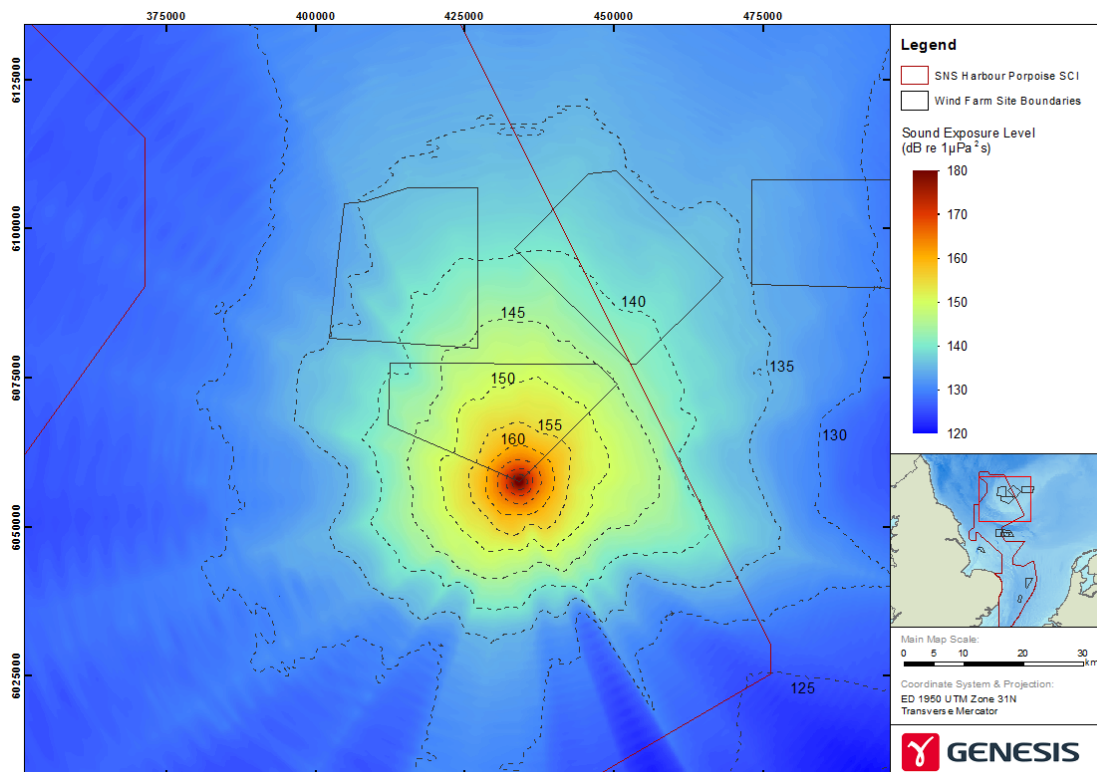 375000 400000 425000 450000 475000
6125000
6100000
6075000
6050000
6025000
140
145
135
150
155
130
160
125
Legend
SNS Harbour Porpoise SCI
Wind Farm Site Boundaries
Sound Exposure Level
(dB re 1µPa²s)
180
170
160
150
140
130
120
Main Map Scale:
0 5 10 20 30
km
Coordinate System & Projection:
ED 1950 UTM Zone 31N
Transverse Mercator
GENESIS